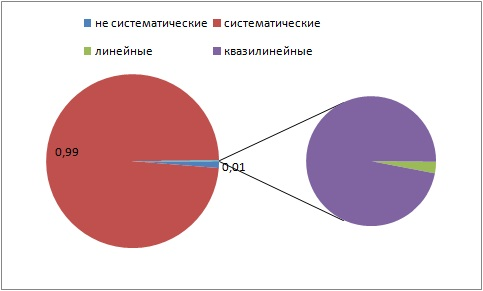 не систематические систематические
линейные квазилинейные
0,99
0,01